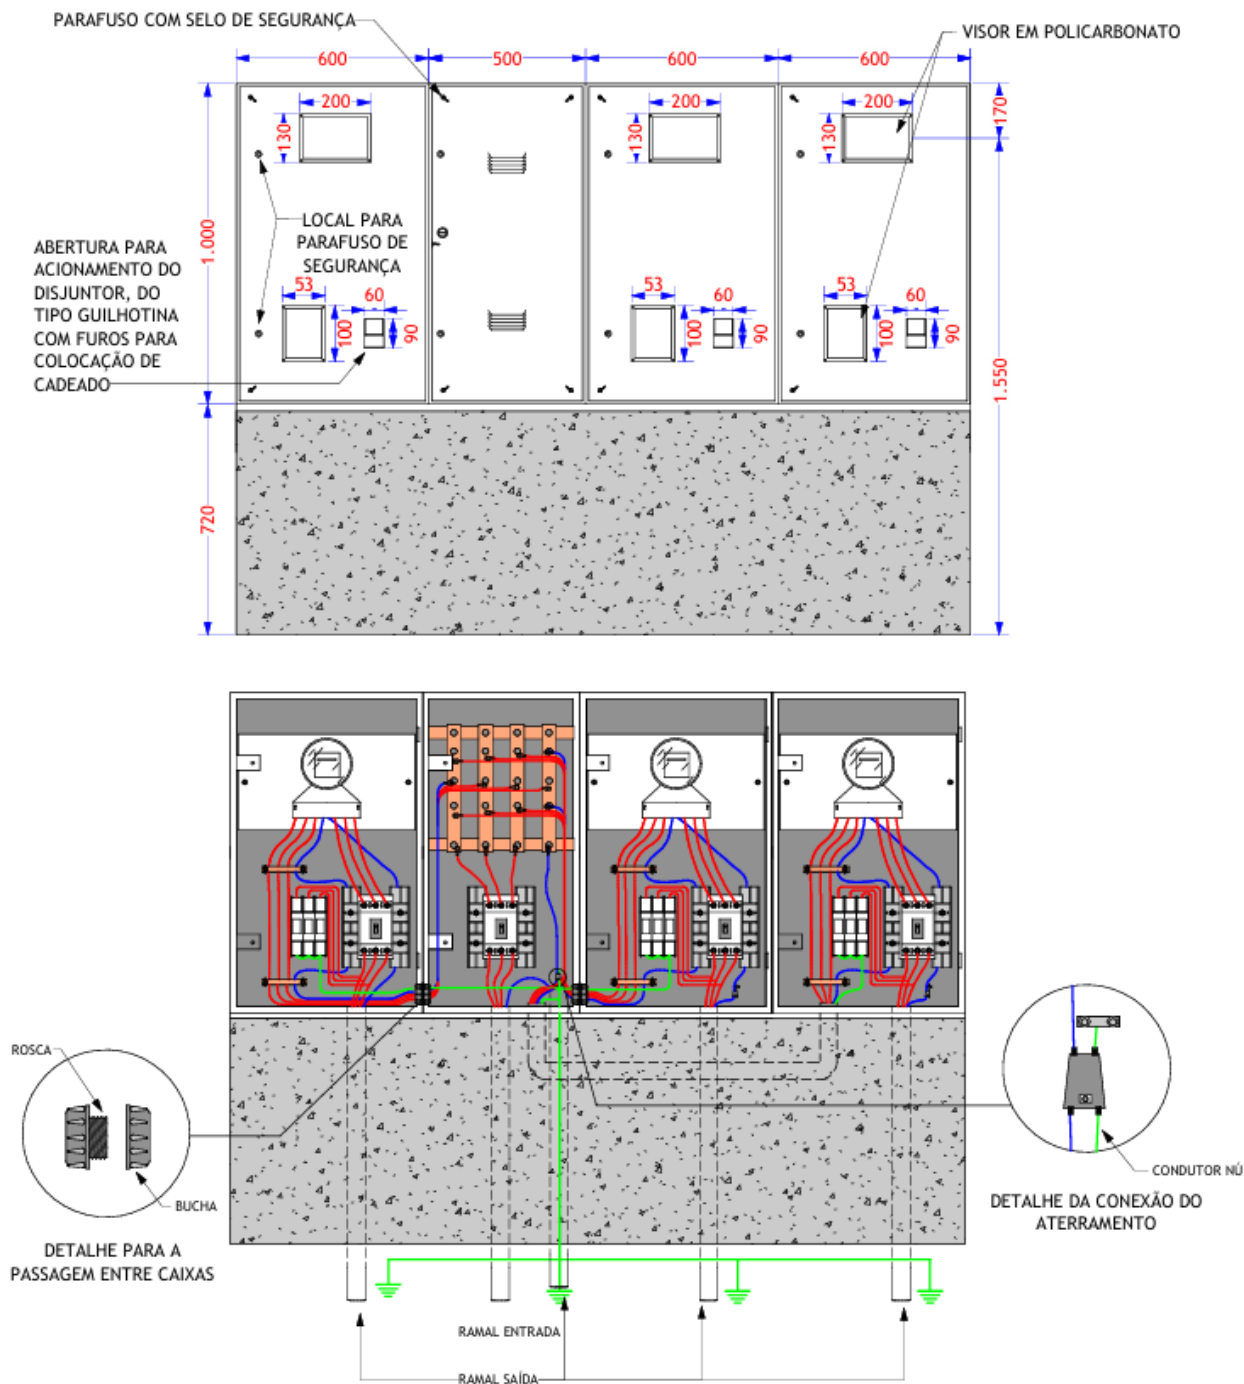 PARAFUSO COM SELO DE SEGURANÇA
VISOR EM POLICARBONATO
600
500
600
600
200
200
200
130
130
130
170
1.000
LOCAL PARA
PARAFUSO DE
SEGURANÇA
ABERTURA PARA
ACIONAMENTO DO
DISJUNTOR, DO
TIPO GUILHOTINA
COM FUROS PARA
COLOCAÇÃO DE
CADEADO
53
60
100
90
53
60
100
90
53
60
100
90
1.550
720
ROSCA
BUCHA
DETALHE PARA A
PASSAGEM ENTRE CAIXAS
CONDUTOR NÚ
DETALHE DA CONEXÃO DO
ATERRAMENTO
RAMAL ENTRADA
RAMAL SAÍDA